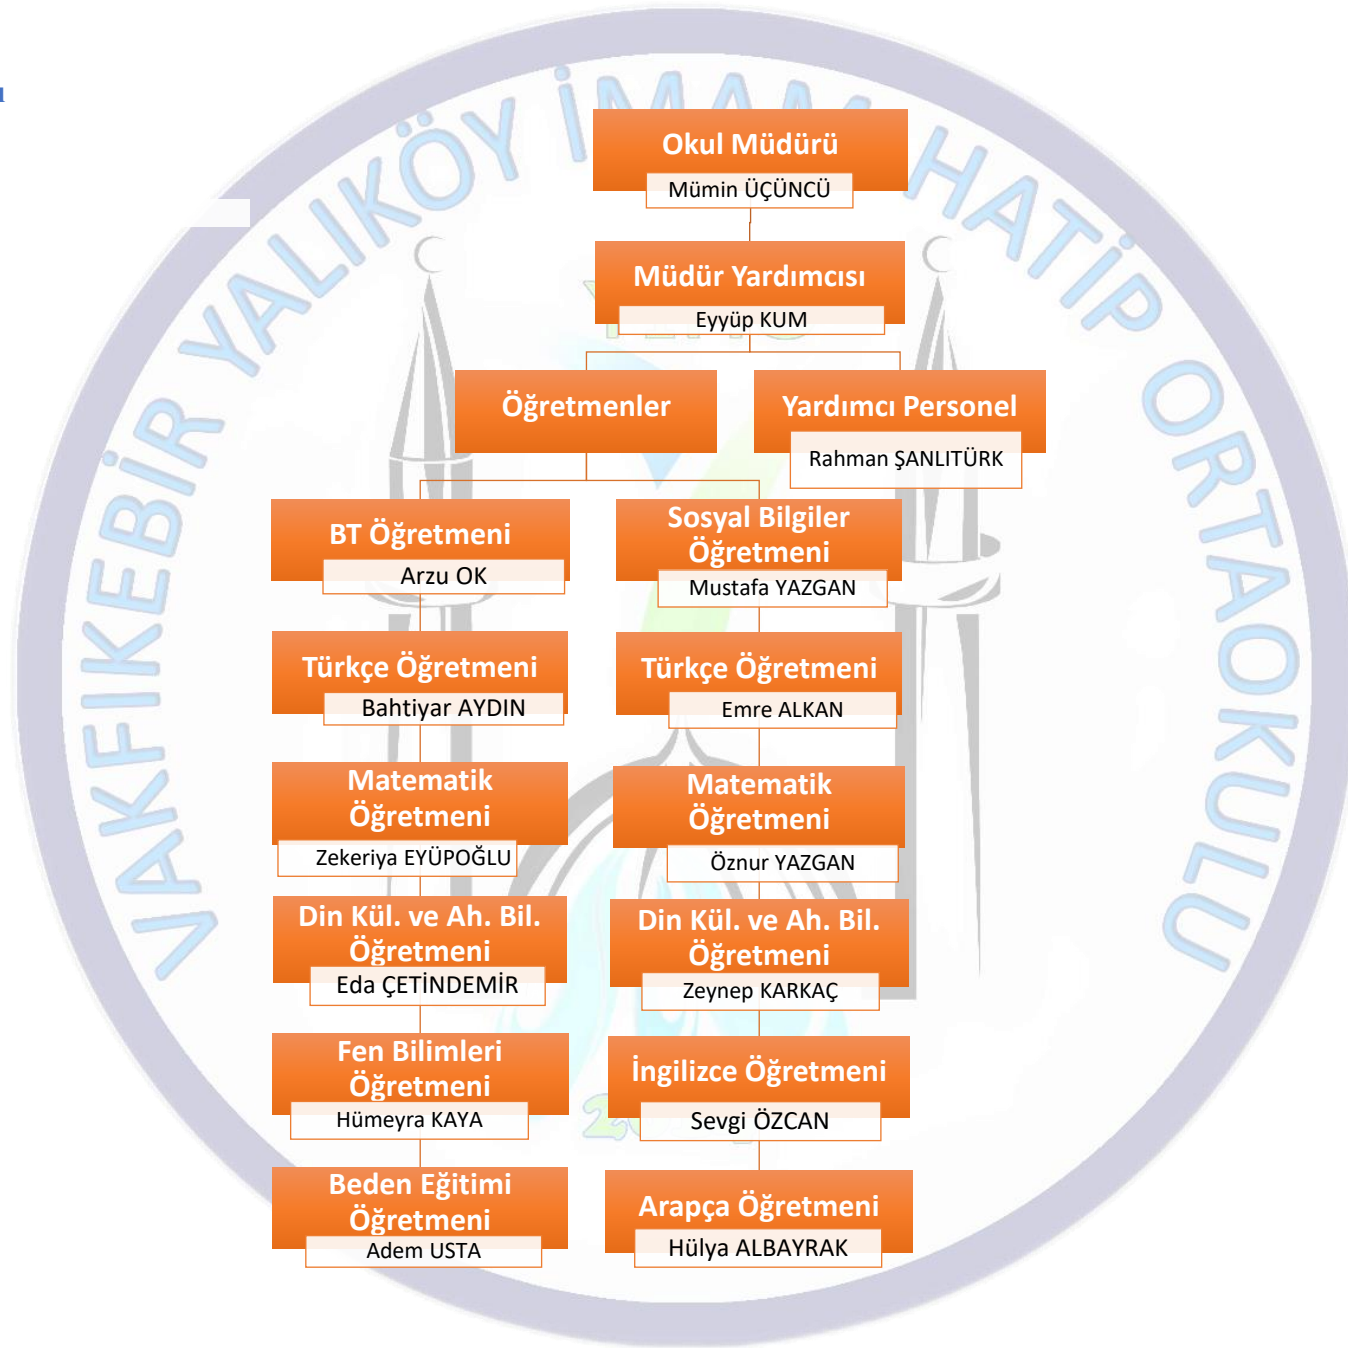 VAKFIKEBİR YALIKÖY İMAM HATİP ORTAOKULU
Okul Müdürü
Mümin ÜÇÜNCÜ
Müdür Yardımcısı
Eyyüp KUM
Öğretmenler
Yardımcı Personel
Rahman ŞANLITÜRK
BT Öğretmeni
Arzu OK
Türkçe Öğretmeni
Bahtiyar AYDIN
Matematik
Öğretmeni
Zekeriya EYÜPOĞLU
Din Kül. ve Ah. Bil.
Öğretmeni
Eda ÇETİNDEMİR
Fen Bilimleri
Öğretmeni
Hümeyra KAYA
Beden Eğitimi
Öğretmeni
Adem USTA
Sosyal Bilgiler
Öğretmeni
Mustafa YAZGAN
Türkçe Öğretmeni
Emre ALKAN
Matematik
Öğretmeni
Öznur YAZGAN
Din Kül. ve Ah. Bil.
Öğretmeni
Zeynep KARKAÇ
İngilizce Öğretmeni
Sevgi ÖZCAN
Arapça Öğretmeni
Hülya ALBAYRAK